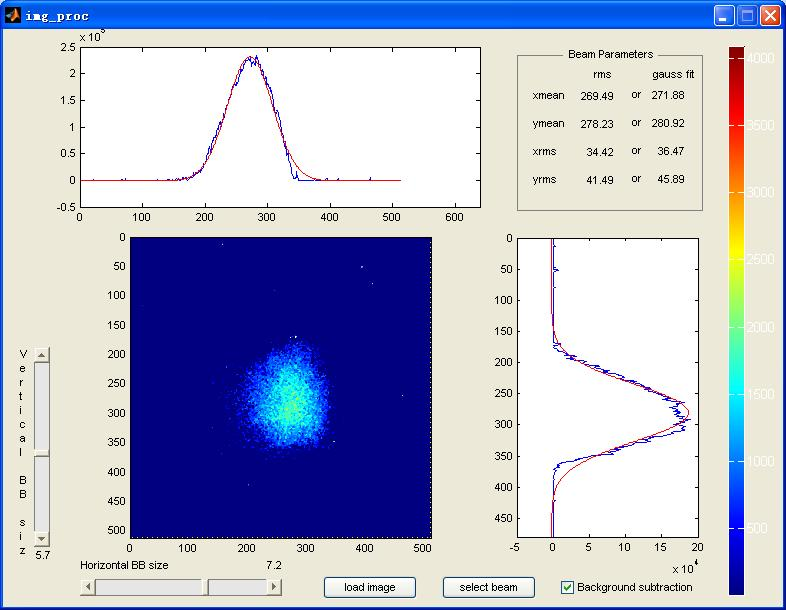 img_proc
x 10^5
2.5
2
1.5
1
0.5
0
-0.5
0 100 200 300 400 500 600
Beam Parameters
rms gauss fit
xmean 269.49 or 271.88
ymean 278.23 or 280.92
xrms 34.42 or 36.47
yrms 41.49 or 45.89
4000
3500
3000
2500
2000
1500
1000
500
0
50
100
150
200
250
300
350
400
450
500
0 100 200 300 400 500
0
50
100
150
200
250
300
350
400
450
-5 0 5 10 15 20
x 10^4
Vertical BB siz
5.7
Horizontal BB size 7.2
load image
select beam
Background subtraction